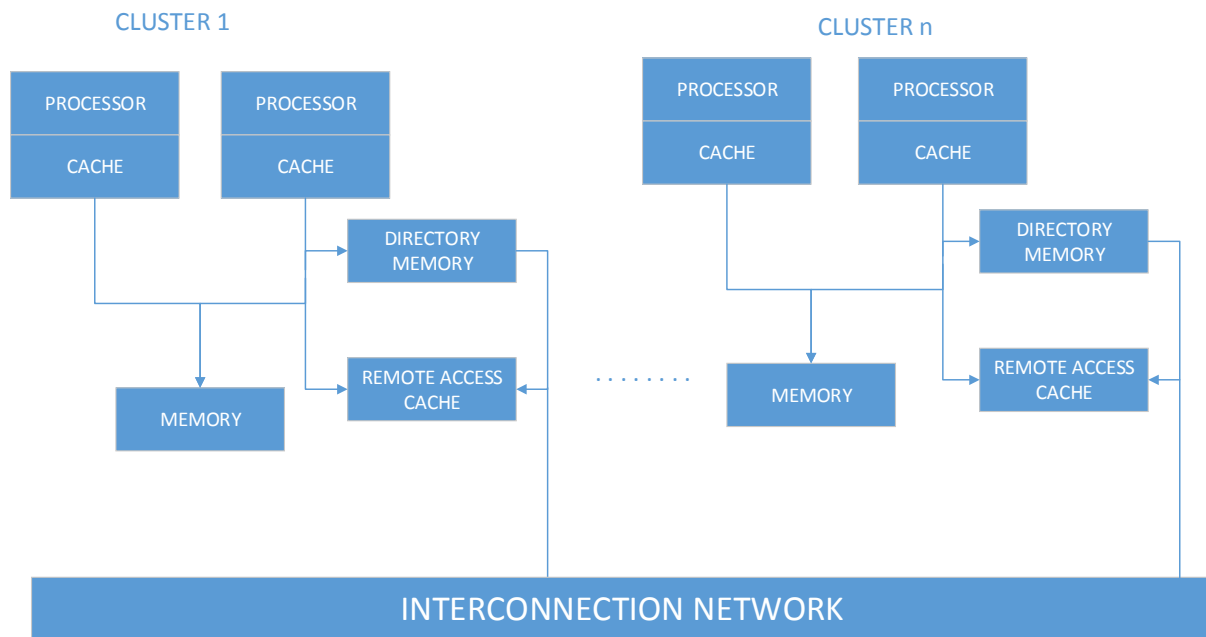 CLUSTER 1
PROCESSOR
CACHE
PROCESSOR
CACHE
DIRECTORY
MEMORY
REMOTE ACCESS
CACHE
MEMORY
. . . . . . . .
CLUSTER n
PROCESSOR
CACHE
PROCESSOR
CACHE
DIRECTORY
MEMORY
REMOTE ACCESS
CACHE
MEMORY
INTERCONNECTION NETWORK